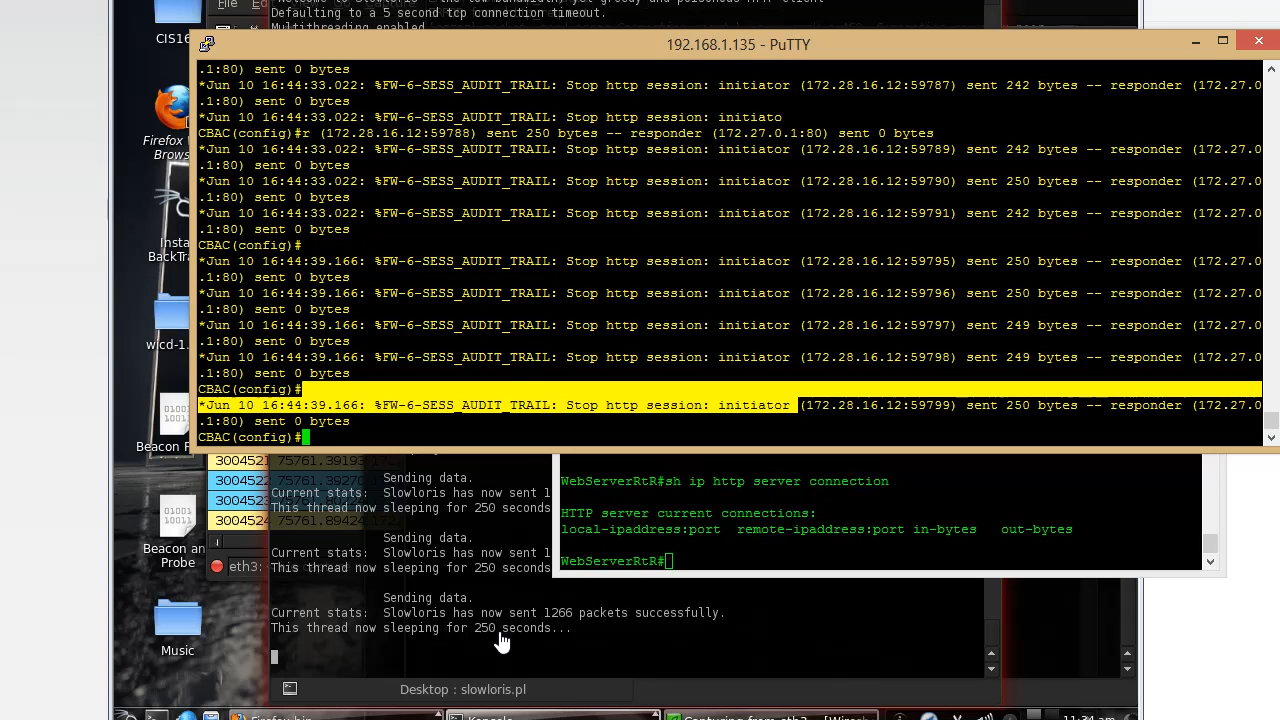 File
Defaulting to a 5 second tcp connection timeout.
Multithreading enabled
CIS16
192.168.1.135 - PuTTY
.1:80) sent 0 bytes
*Jun 10 16:44:33.022: %FW-6-SESS_AUDIT_TRAIL: Stop http session: initiator (172.28.16.12:59787) sent 242 bytes -- responder (172.27.0
.1:80) sent 0 bytes
*Jun 10 16:44:33.022: %FW-6-SESS_AUDIT_TRAIL: Stop http session: initiato
CBAC(config)#r (172.28.16.12:59788) sent 250 bytes -- responder (172.27.0.1:80) sent 0 bytes
*Jun 10 16:44:33.022: %FW-6-SESS_AUDIT_TRAIL: Stop http session: initiator (172.28.16.12:59789) sent 242 bytes -- responder (172.27.0
.1:80) sent 0 bytes
*Jun 10 16:44:33.022: %FW-6-SESS_AUDIT_TRAIL: Stop http session: initiator (172.28.16.12:59790) sent 250 bytes -- responder (172.27.0
.1:80) sent 0 bytes
*Jun 10 16:44:33.022: %FW-6-SESS_AUDIT_TRAIL: Stop http session: initiator (172.28.16.12:59791) sent 242 bytes -- responder (172.27.0
.1:80) sent 0 bytes
CBAC(config)#
*Jun 10 16:44:39.166: %FW-6-SESS_AUDIT_TRAIL: Stop http session: initiator (172.28.16.12:59795) sent 250 bytes -- responder (172.27.0
.1:80) sent 0 bytes
*Jun 10 16:44:39.166: %FW-6-SESS_AUDIT_TRAIL: Stop http session: initiator (172.28.16.12:59796) sent 250 bytes -- responder (172.27.0
.1:80) sent 0 bytes
*Jun 10 16:44:39.166: %FW-6-SESS_AUDIT_TRAIL: Stop http session: initiator (172.28.16.12:59797) sent 249 bytes -- responder (172.27.0
.1:80) sent 0 bytes
*Jun 10 16:44:39.166: %FW-6-SESS_AUDIT_TRAIL: Stop http session: initiator (172.28.16.12:59798) sent 249 bytes -- responder (172.27.0
.1:80) sent 0 bytes
CBAC(config)#
*Jun 10 16:44:39.166: %FW-6-SESS_AUDIT_TRAIL: Stop http session: initiator (172.28.16.12:59799) sent 250 bytes -- responder (172.27.0
.1:80) sent 0 bytes
CBAC(config)#
Firefox W
Brows
Insta
BackTra
wicd-1.
Beacon F
Beacon an
Probe
Music
3004521 75761.39193
3004522 75761.39270
3004523
3004524 75761.89424
eth3:
Sending data.
Current stats: Slowloris has now sent 1
This thread now sleeping for 250 seconds
Sending data.
Current stats: Slowloris has now sent 1
This thread now sleeping for 250 seconds
Sending data.
Current stats: Slowloris has now sent 1266 packets successfully.
This thread now sleeping for 250 seconds...
WebServerRtR#sh ip http server connection
HTTP server current connections:
local-ipaddress:port remote-ipaddress:port in-bytes out-bytes
WebServerRtR#
Desktop : slowloris.pl
Firefox-bin
Konsole
Capturing from eth3
11:34 am